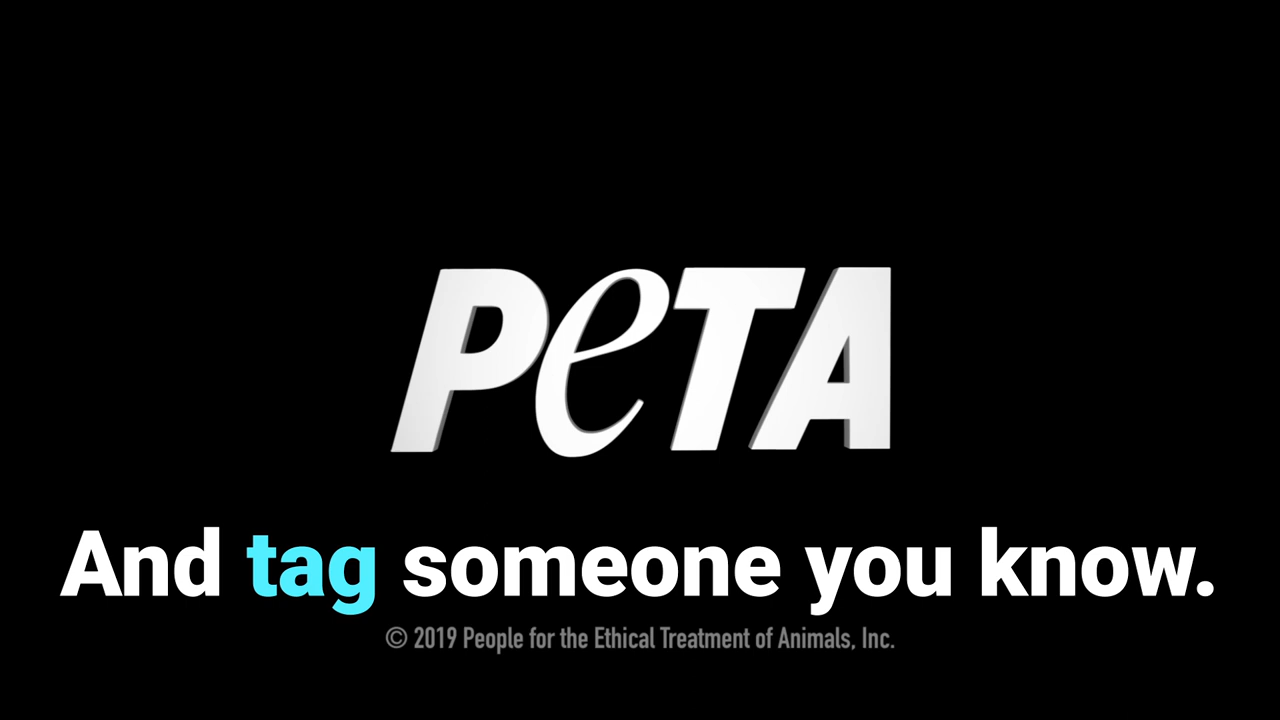 PeTA
And tag someone you know.
© 2019 People for the Ethical Treatment of Animals, Inc.